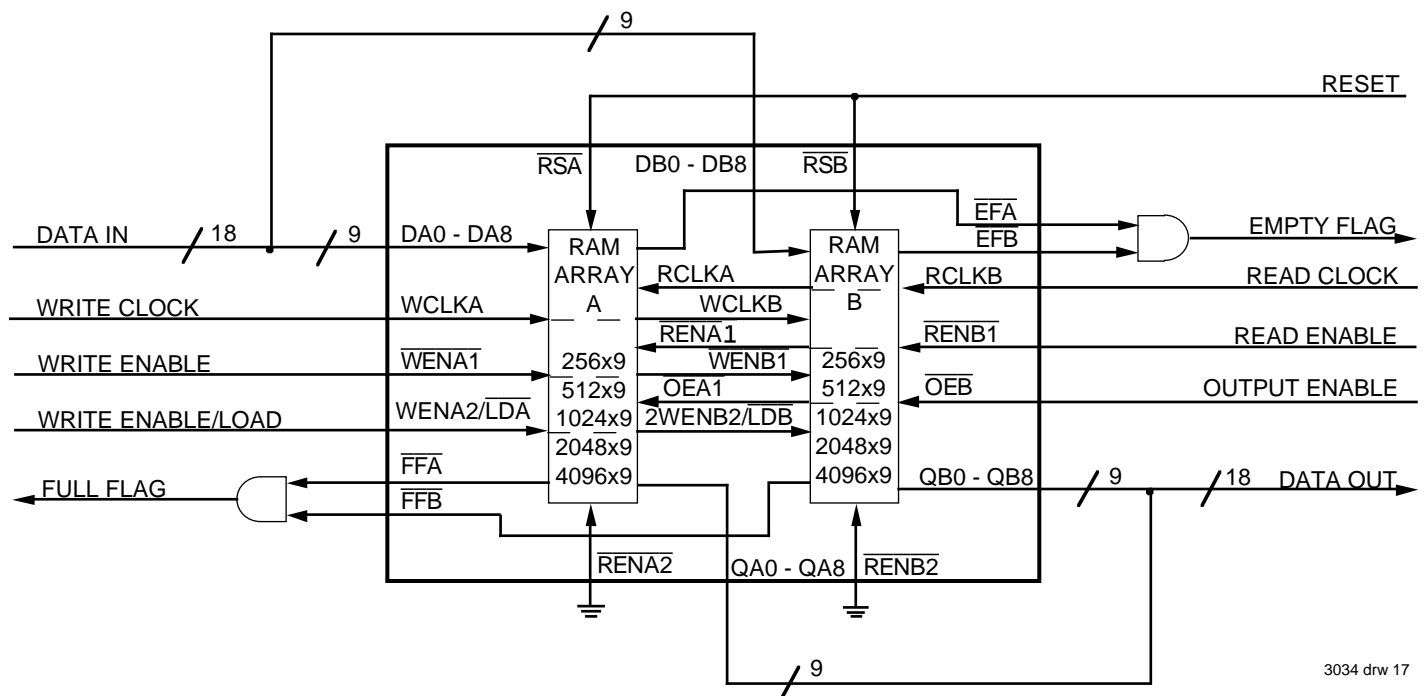 9
RESET
RSA
DB0 - DB8
RSB
DATA IN
18
9
DA0 - DA8
RAM
ARRAY
A
256x9
512x9
1024x9
2048x9
4096x9
RAM
ARRAY
B
256x9
512x9
1024x9
2048x9
4096x9
EFA
EFB
EMPTY FLAG
WRITE CLOCK
WCLKA
RCLKA
WCLKB
RCLKB
READ CLOCK
WRITE ENABLE
WENA1
RENA1
WENB1
RENB1
READ ENABLE
WRITE ENABLE/LOAD
WENA2/LDA
OEA1
2WENB2/LDB
OEB
OUTPUT ENABLE
FULL FLAG
FFA
FFB
QB0 - QB8
9
18
DATA OUT
RENA2
QA0 - QA8
RENB2
9
3034 drw 17